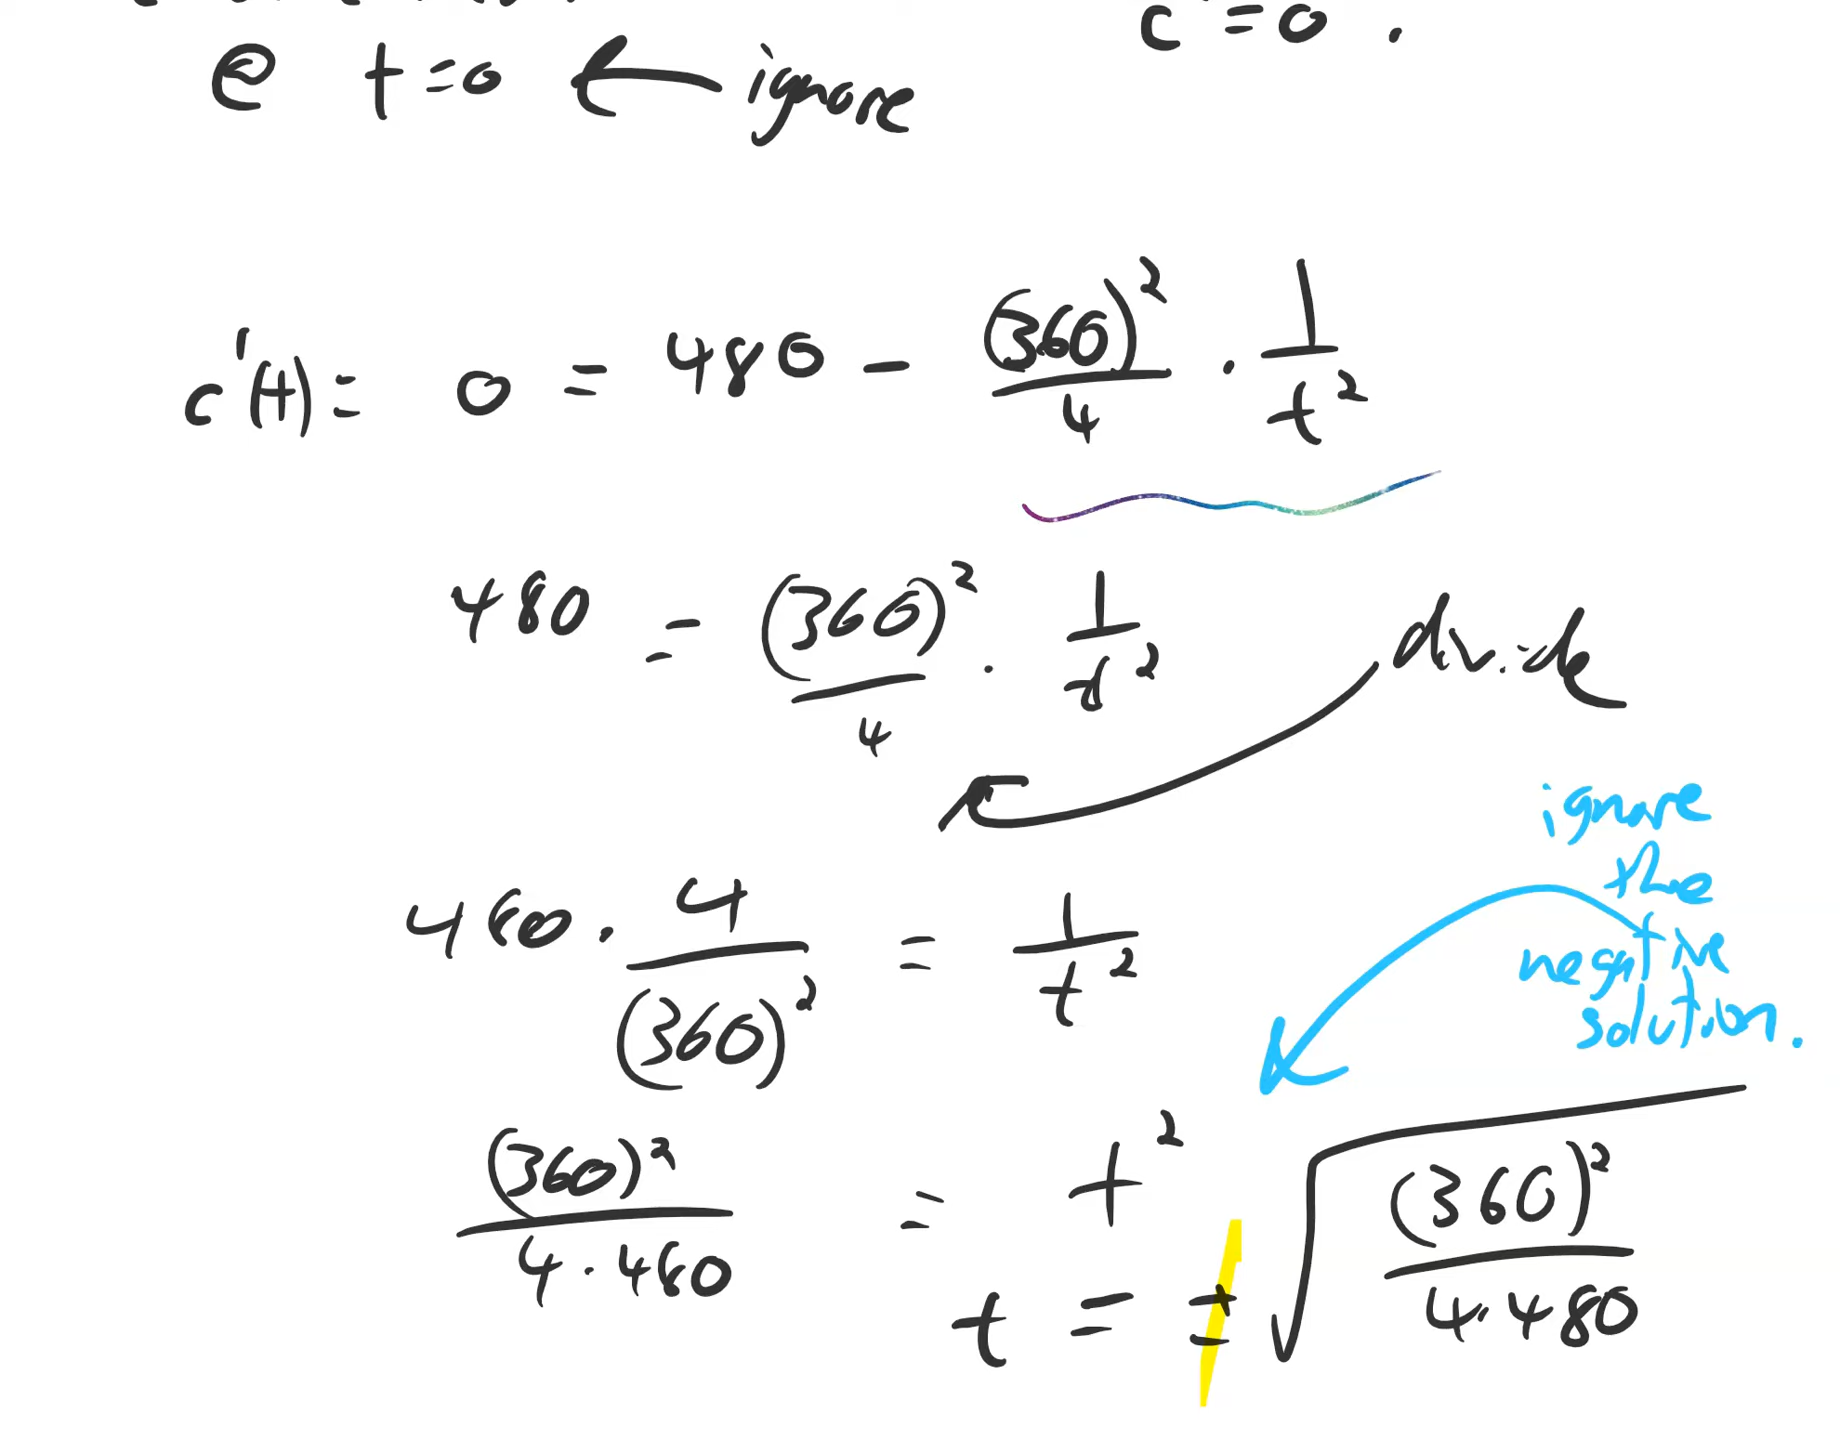 c'=0.
@ t=0 ← ignore
c'(t)= 0 = 480 - (360)²/4 · 1/t²
480 = (360)²/4 · 1/t²
divide
480 · 4/(360)² = 1/t²
ignore
the
negative
solution.
(360)²/4·480 = t²
t = ± √((360)²/4·480)